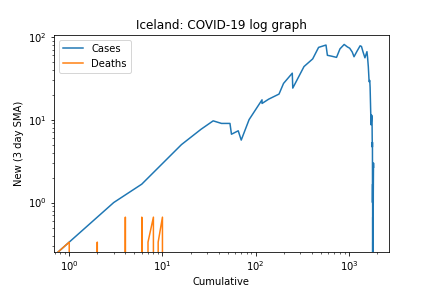 Iceland: COVID-19 log graph
Cases
Deaths
New (3 day SMA)
10²
10¹
10⁰
10⁰ 10¹ 10² 10³
Cumulative